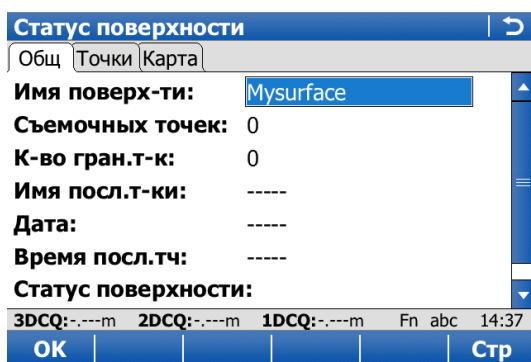 Статус поверхности
Общ Точки Карта
Имя поверх-ти: Mysurface
Съемочных точек: 0
К-во гран.т-к: 0
Имя посл.т-ки: -----
Дата: -----
Время посл.тч: -----
Статус поверхности:
3DCQ:-.---m 2DCQ:-.---m 1DCQ:-.---m Fn abc 14:37
OK Стр